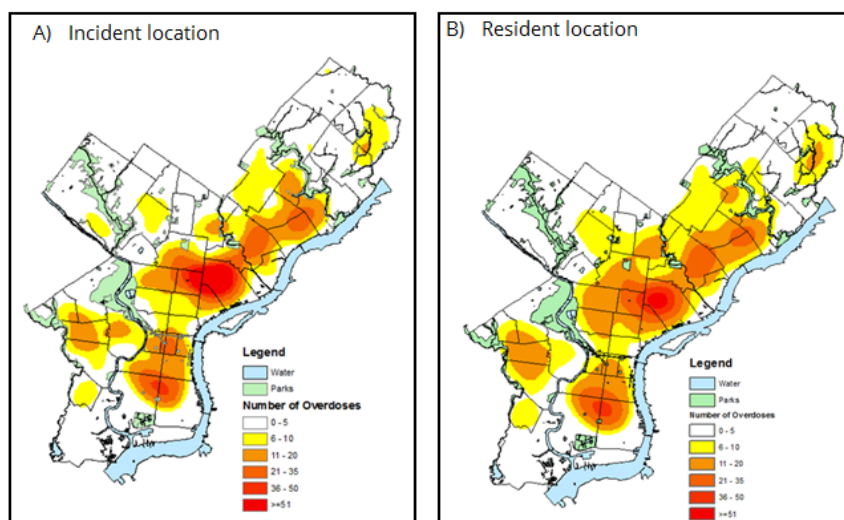 A) Incident location
Legend
Water
Parks
Number of Overdoses
0 - 5
6 - 10
11 - 20
21 - 35
36 - 50
>=51
B) Resident location
Legend
Water
Parks
Number of Overdoses
0 - 5
6 - 10
11 - 20
21 - 35
36 - 50
>=51